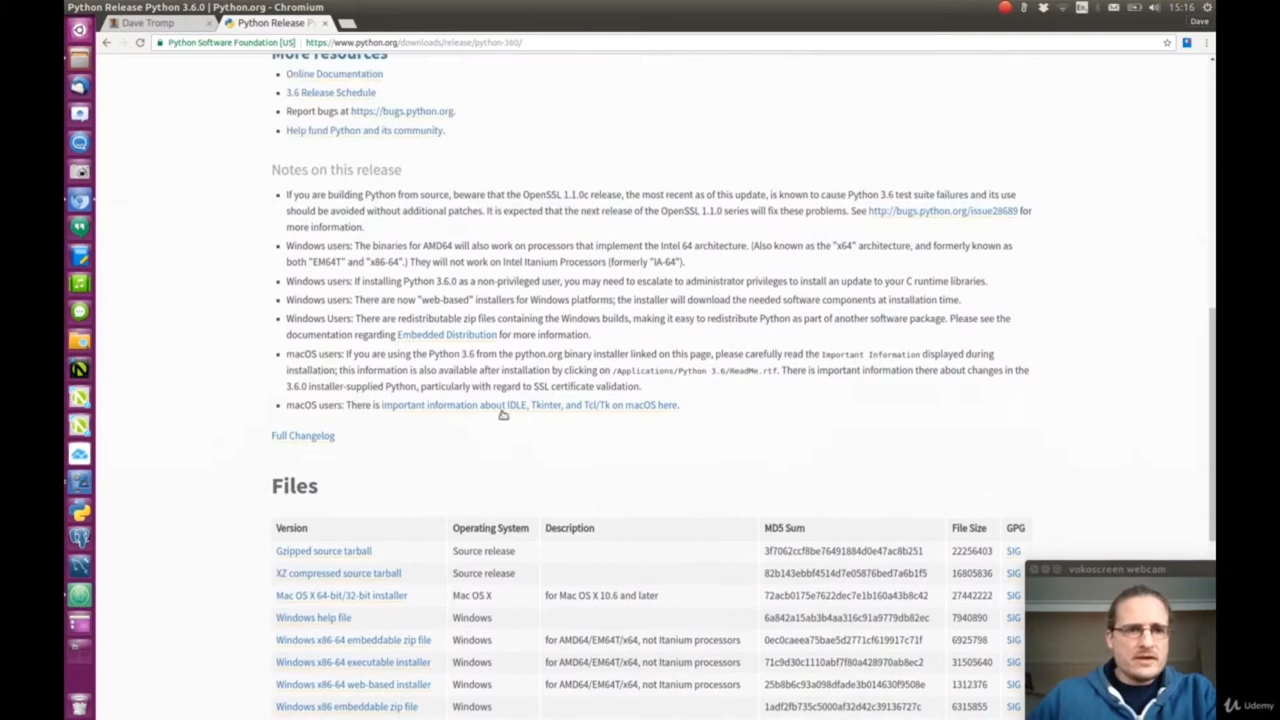 Python Release Python 3.6.0 | Python.org - Chromium
En
15:16
Dave Tromp
Python Release P
Dave
Python Software Foundation [US]
https://www.python.org/downloads/release/python-360/
More resources
Online Documentation
3.6 Release Schedule
Report bugs at https://bugs.python.org.
Help fund Python and its community.
Notes on this release
If you are building Python from source, beware that the OpenSSL 1.1.0c release, the most recent as of this update, is known to cause Python 3.6 test suite failures and its use
should be avoided without additional patches. It is expected that the next release of the OpenSSL 1.1.0 series will fix these problems. See http://bugs.python.org/issue28689 for
more information.
Windows users: The binaries for AMD64 will also work on processors that implement the Intel 64 architecture. (Also known as the "x64" architecture, and formerly known as
both "EM64T" and "x86-64".) They will not work on Intel Itanium Processors (formerly "IA-64").
Windows users: If installing Python 3.6.0 as a non-privileged user, you may need to escalate to administrator privileges to install an update to your C runtime libraries.
Windows users: There are now "web-based" installers for Windows platforms; the installer will download the needed software components at installation time.
Windows Users: There are redistributable zip files containing the Windows builds, making it easy to redistribute Python as part of another software package. Please see the
documentation regarding Embedded Distribution for more information.
macOS users: If you are using the Python 3.6 from the python.org binary installer linked on this page, please carefully read the Important Information displayed during
installation; this information is also available after installation by clicking on /Applications/Python 3.6/ReadMe.rtf. There is important information there about changes in the
3.6.0 installer-supplied Python, particularly with regard to SSL certificate validation.
macOS users: There is important information about IDLE, Tkinter, and Tcl/Tk on macOS here.
Full Changelog
Files
Version Operating System Description MD5 Sum File Size GPG
Gzipped source tarball Source release 3f7062ccf8be76491884d0e47ac8b251 22256403 SIG
XZ compressed source tarball Source release 82b143ebbf4514d7e05876bed7a6b1f5 16805836 SIG
Mac OS X 64-bit/32-bit installer Mac OS X for Mac OS X 10.6 and later 72acb0175e7622dec7e1b160a43b8c42 27442222 SIG
Windows help file Windows 6a842a15ab3b4aa316c91a9779db82ec 7940890 SIG
Windows x86-64 embeddable zip file Windows for AMD64/EM64T/x64, not Itanium processors 0ec0caeea75bae5d2771cf619917c71f 6925798 SIG
Windows x86-64 executable installer Windows for AMD64/EM64T/x64, not Itanium processors 71c9d30c1110abf7f80a428970ab8ec2 31505640 SIG
Windows x86-64 web-based installer Windows for AMD64/EM64T/x64, not Itanium processors 25b8b6c93a098dfade3b014630f9508e 1312376 SIG
Windows x86 embeddable zip file Windows 1adf2fb735c5000af32d42c39136727c 6315855 SIG
vokoscreen webcam
Udemy